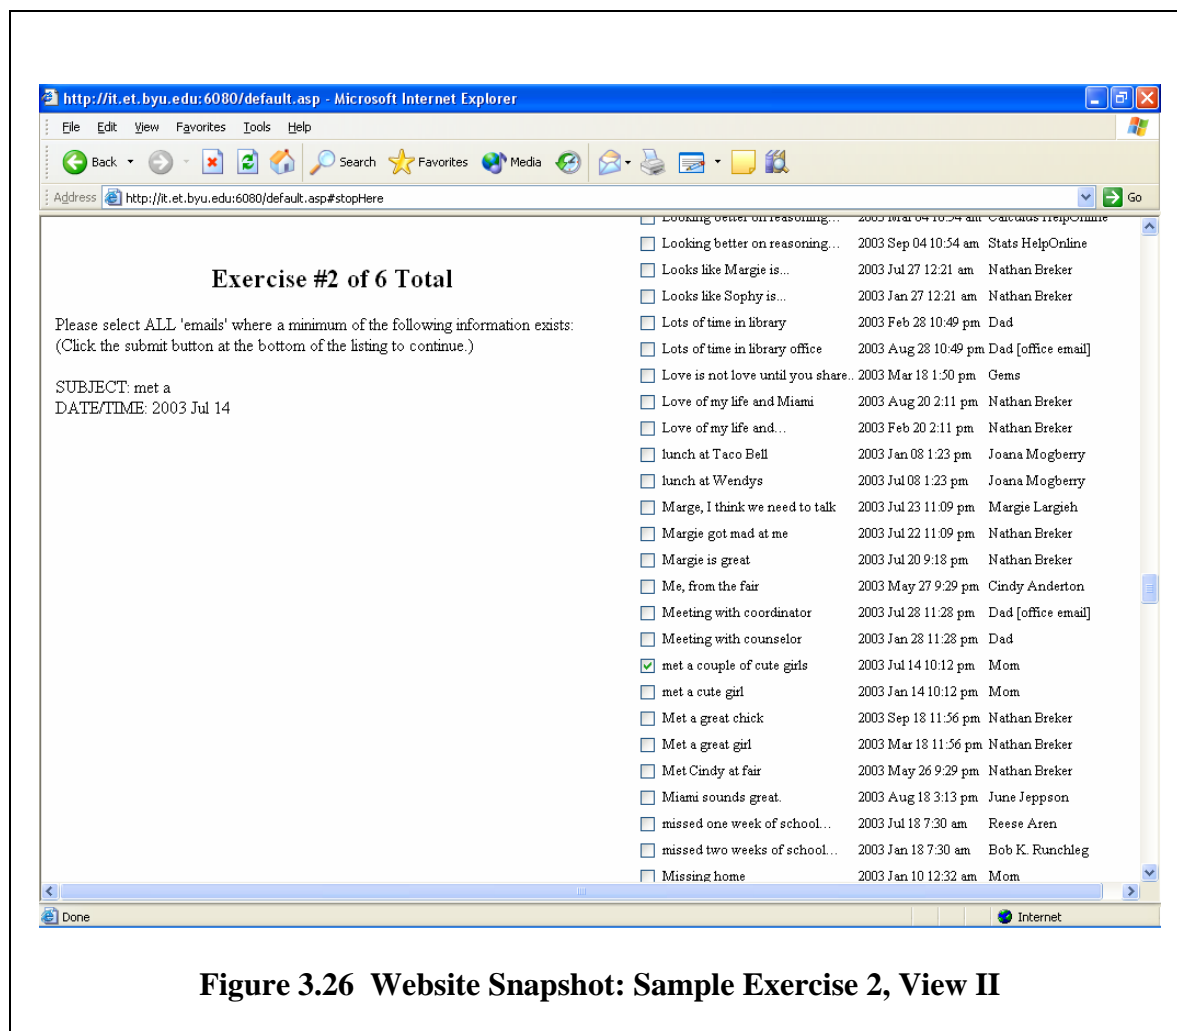 http://it.et.byu.edu:6080/default.asp - Microsoft Internet Explorer
File Edit View Favorites Tools Help
Back Search Favorites Media
Address http://it.et.byu.edu:6080/default.asp#stopHere Go
Exercise #2 of 6 Total
Please select ALL 'emails' where a minimum of the following information exists:
(Click the submit button at the bottom of the listing to continue.)
SUBJECT: met a
DATE/TIME: 2003 Jul 14
Looking better on reasoning... 2003 Mar 04 10:54 am Calculus HelpOnline
Looking better on reasoning... 2003 Sep 04 10:54 am Stats HelpOnline
Looks like Margie is... 2003 Jul 27 12:21 am Nathan Breker
Looks like Sophy is... 2003 Jan 27 12:21 am Nathan Breker
Lots of time in library 2003 Feb 28 10:49 pm Dad
Lots of time in library office 2003 Aug 28 10:49 pm Dad [office email]
Love is not love until you share.. 2003 Mar 18 1:50 pm Gems
Love of my life and Miami 2003 Aug 20 2:11 pm Nathan Breker
Love of my life and... 2003 Feb 20 2:11 pm Nathan Breker
lunch at Taco Bell 2003 Jan 08 1:23 pm Joana Mogberry
lunch at Wendys 2003 Jul 08 1:23 pm Joana Mogberry
Marge, I think we need to talk 2003 Jul 23 11:09 pm Margie Largieh
Margie got mad at me 2003 Jul 22 11:09 pm Nathan Breker
Margie is great 2003 Jul 20 9:18 pm Nathan Breker
Me, from the fair 2003 May 27 9:29 pm Cindy Anderton
Meeting with coordinator 2003 Jul 28 11:28 pm Dad [office email]
Meeting with counselor 2003 Jan 28 11:28 pm Dad
met a couple of cute girls 2003 Jul 14 10:12 pm Mom
met a cute girl 2003 Jan 14 10:12 pm Mom
Met a great chick 2003 Sep 18 11:56 pm Nathan Breker
Met a great girl 2003 Mar 18 11:56 pm Nathan Breker
Met Cindy at fair 2003 May 26 9:29 pm Nathan Breker
Miami sounds great. 2003 Aug 18 3:13 pm June Jeppson
missed one week of school... 2003 Jul 18 7:30 am Reese Aren
missed two weeks of school... 2003 Jan 18 7:30 am Bob K. Runchleg
Missing home 2003 Jan 10 12:32 am Mom
Done Internet
Figure 3.26 Website Snapshot: Sample Exercise 2, View II